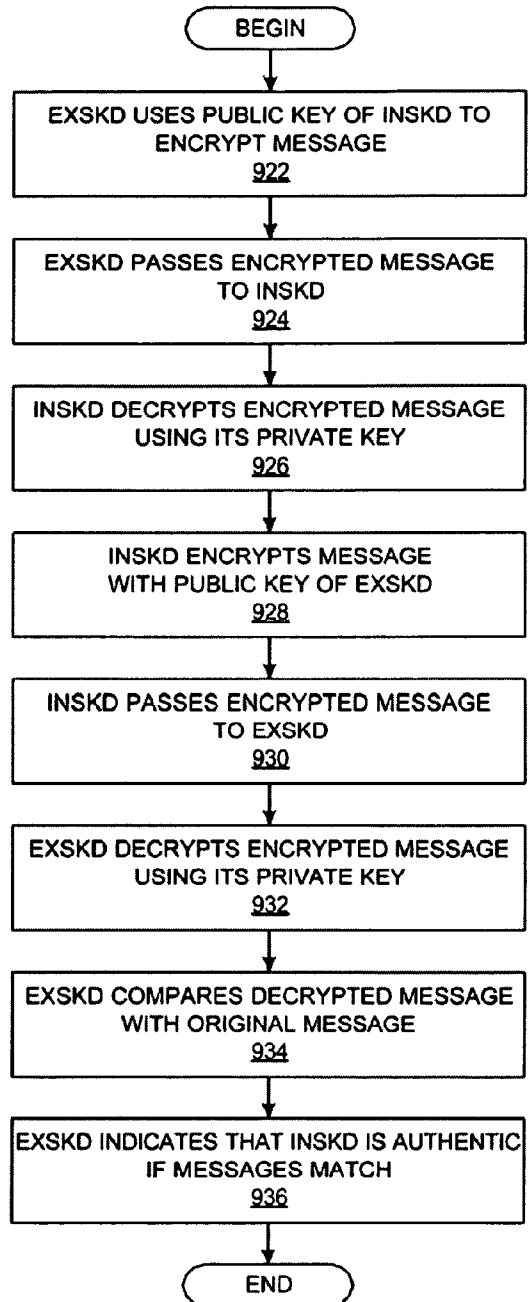 BEGIN
EXSKD USES PUBLIC KEY OF INSKD TO
ENCRYPT MESSAGE
922
EXSKD PASSES ENCRYPTED MESSAGE
TO INSKD
924
INSKD DECRYPTS ENCRYPTED MESSAGE
USING ITS PRIVATE KEY
926
INSKD ENCRYPTS MESSAGE
WITH PUBLIC KEY OF EXSKD
928
INSKD PASSES ENCRYPTED MESSAGE
TO EXSKD
930
EXSKD DECRYPTS ENCRYPTED MESSAGE
USING ITS PRIVATE KEY
932
EXSKD COMPARES DECRYPTED MESSAGE
WITH ORIGINAL MESSAGE
934
EXSKD INDICATES THAT INSKD IS AUTHENTIC
IF MESSAGES MATCH
936
END